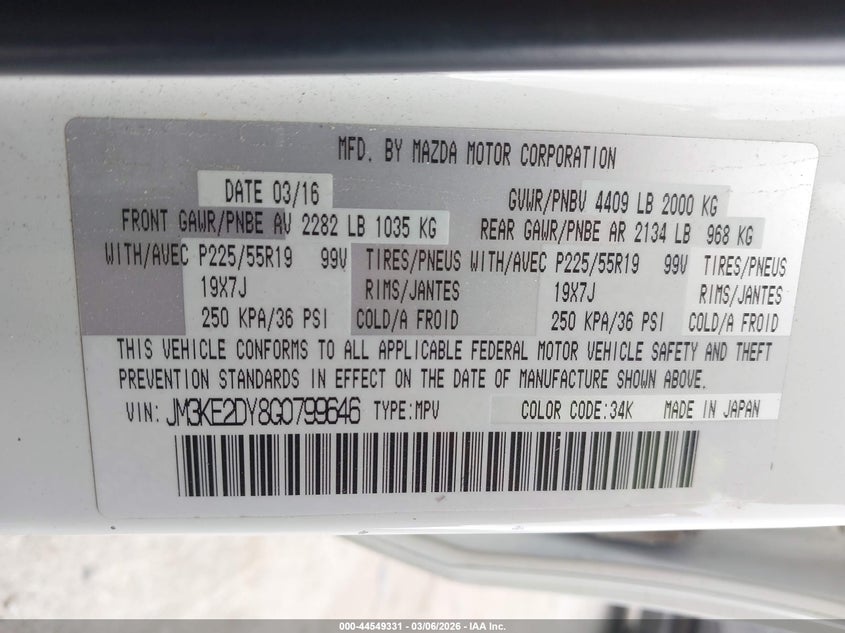 MFD. BY MAZDA MOTOR CORPORATION
DATE 03/16 GVWR/PNBV 4409 LB 2000 KG
FRONT GAWR/PNBE AV 2282 LB 1035 KG REAR GAWR/PNBE AR 2134 LB 968 KG
WITH/AVEC P225/55R19 99V TIRES/PNEUS WITH/AVEC P225/55R19 99V TIRES/PNEUS
19X7J RIMS/JANTES 19X7J RIMS/JANTES
250 KPA/36 PSI COLD/A FROID 250 KPA/36 PSI COLD/A FROID
THIS VEHICLE CONFORMS TO ALL APPLICABLE FEDERAL MOTOR VEHICLE SAFETY AND THEFT
PREVENTION STANDARDS IN EFFECT ON THE DATE OF MANUFACTURE SHOWN ABOVE.
VIN: JM3KE2DY8G0799646 TYPE:MPV COLOR CODE:34K MADE IN JAPAN
000-44549331 - 03/06/2026 - IAA Inc.